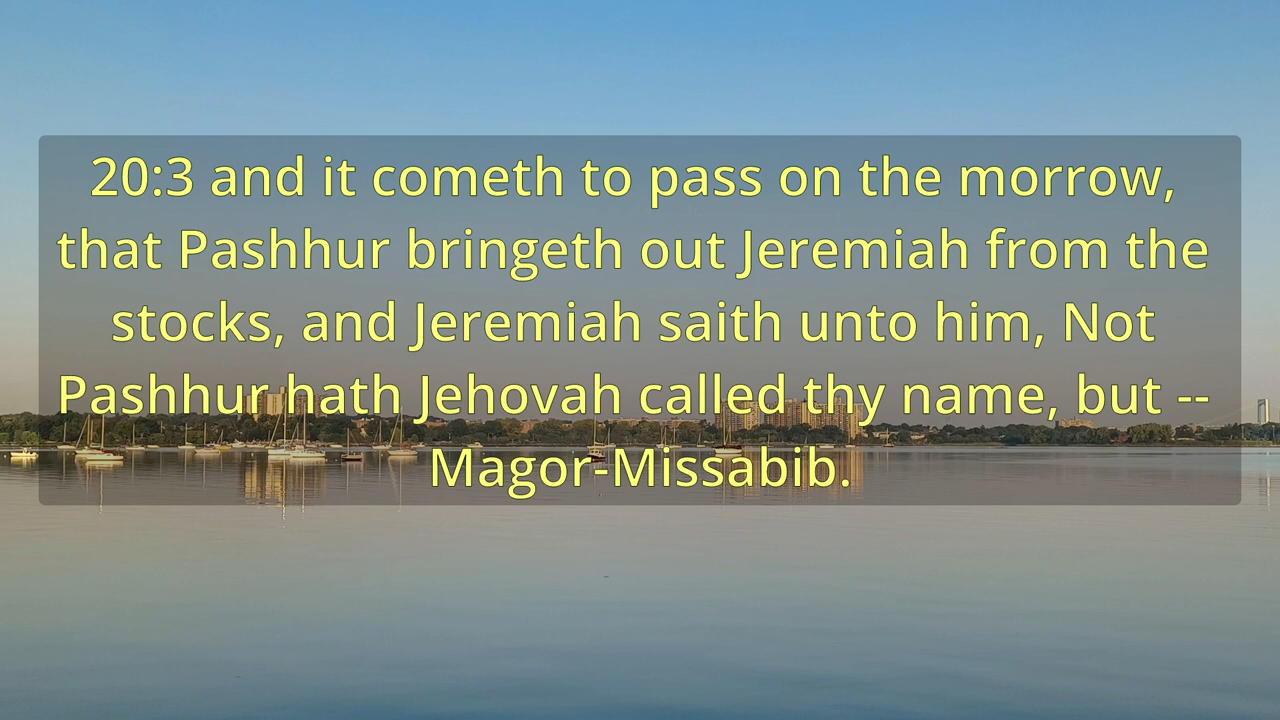 20:3 and it cometh to pass on the morrow,
that Pashhur bringeth out Jeremiah from the
stocks, and Jeremiah saith unto him, Not
Pashhur hath Jehovah called thy name, but --
Magor-Missabib.